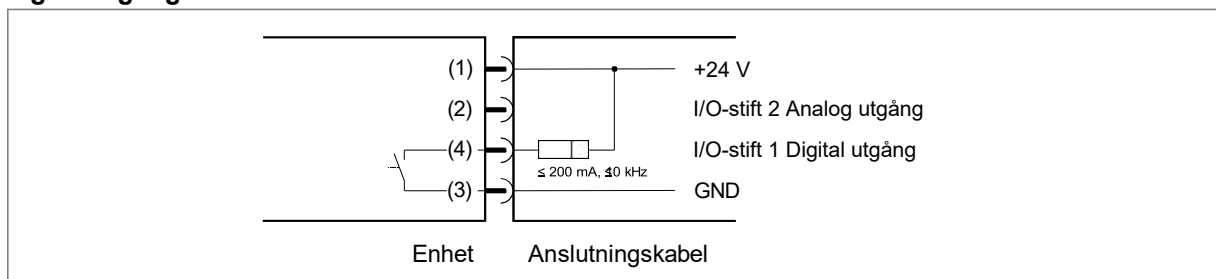 (1) +24 V
(2) I/O-stift 2 Analog utgång
(4) I/O-stift 1 Digital utgång
≤ 200 mA, ≤10 kHz
(3) GND
Enhet Anslutningskabel